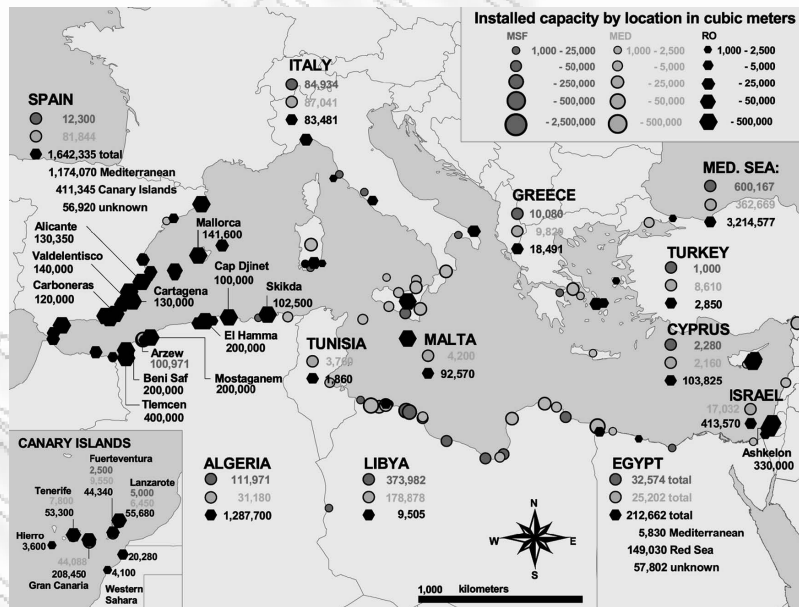 Installed capacity by location in cubic meters
MSF MED RO
1,000 - 25,000 1,000 - 2,500 1,000 - 2,500
- 50,000 - 5,000 - 5,000
- 250,000 - 25,000 - 25,000
- 500,000 - 50,000 - 50,000
- 2,500,000 - 500,000 - 500,000
ITALY
84,934
87,041
83,481
SPAIN
12,300
81,844
1,642,335 total
1,174,070 Mediterranean
411,345 Canary Islands
56,920 unknown
MED. SEA:
600,167
362,669
3,214,577
GREECE
10,080
18,491
TURKEY
1,000
8,610
2,850
CYPRUS
2,280
2,160
103,825
ISRAEL
17,032
413,570
Ashkelon
330,000
Alicante
130,350
Valdelentisco
140,000
Carboneras
120,000
Mallorca
141,600
Cartagena
130,000
Cap Djinet
100,000
Skikda
102,500
El Hamma
200,000
Arzew
100,971
Beni Saf
200,000
Mostaganem
200,000
Tlemcen
400,000
TUNISIA
1,860
MALTA
4,200
92,570
ALGERIA
111,971
31,180
1,287,700
LIBYA
373,982
178,878
9,505
EGYPT
32,574 total
25,202 total
212,662 total
5,830 Mediterranean
149,030 Red Sea
57,802 unknown
CANARY ISLANDS
Fuerteventura
2,500
9,550
44,340
Lanzarote
5,000
6,450
55,680
Tenerife
7,800
53,300
Hierro
3,600
44,088
208,450
Gran Canaria
20,280
4,100
Western
Sahara
N
W E
S
1,000 kilometers